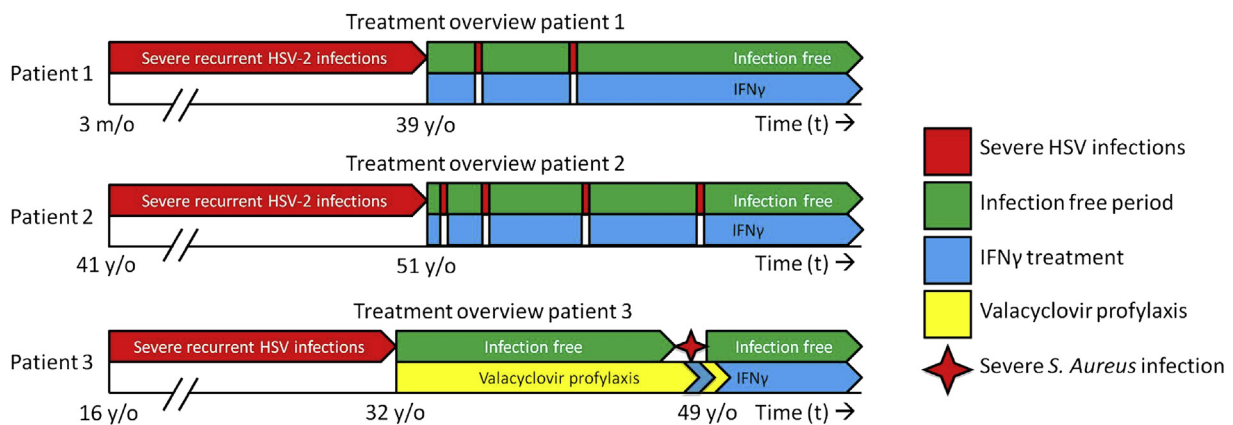 Treatment overview patient 1
Patient 1
Severe recurrent HSV-2 infections
Infection free
IFNγ
3 m/o
39 y/o
Time (t) →
Treatment overview patient 2
Patient 2
Severe recurrent HSV-2 infections
Infection free
IFNγ
41 y/o
51 y/o
Time (t) →
Treatment overview patient 3
Patient 3
Severe recurrent HSV infections
Infection free
Infection free
Valacyclovir profylaxis
IFNγ
16 y/o
32 y/o
49 y/o
Time (t) →
Severe HSV infections
Infection free period
IFNγ treatment
Valacyclovir profylaxis
Severe S. Aureus infection